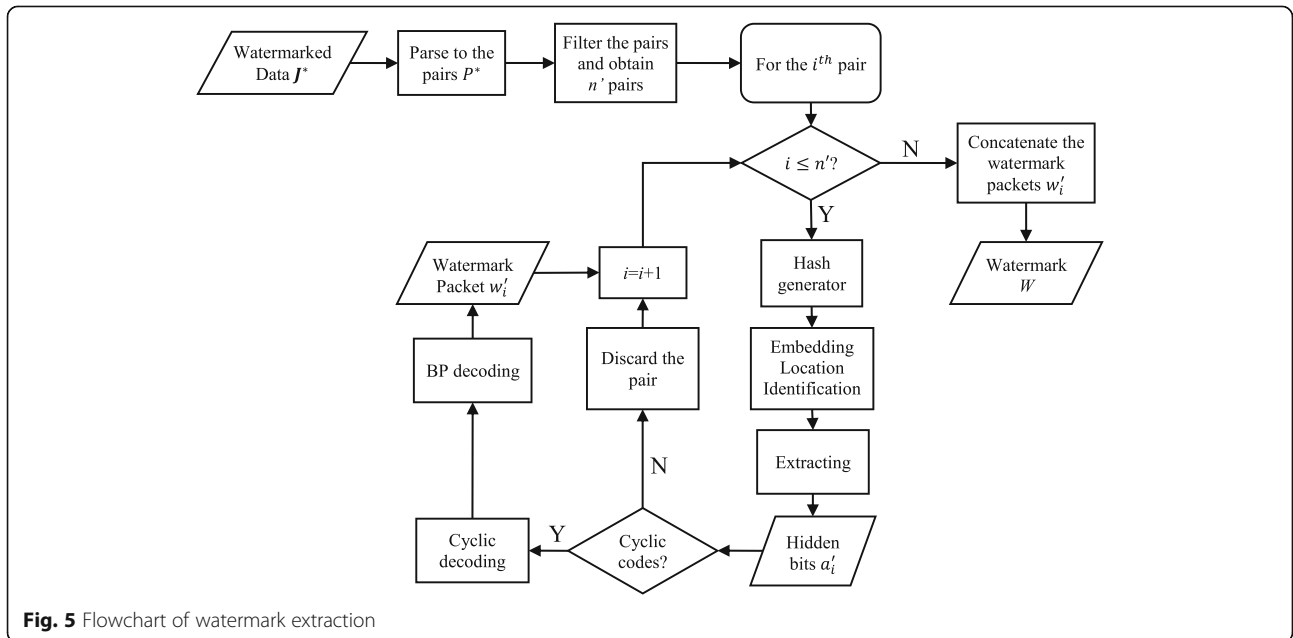 Watermarked
Data J*
Parse to the
pairs P*
Filter the pairs
and obtain
n' pairs
For the iᵗʰ pair
i ≤ n'?
N
Concatenate the
watermark
packets w'ᵢ
Y
Watermark
Packet w'ᵢ
i=i+1
Hash
generator
Watermark
W
BP decoding
Discard the
pair
Embedding
Location
Identification
Extracting
N
Cyclic
decoding
Y
Cyclic
codes?
Hidden
bits a'ᵢ
Fig. 5 Flowchart of watermark extraction